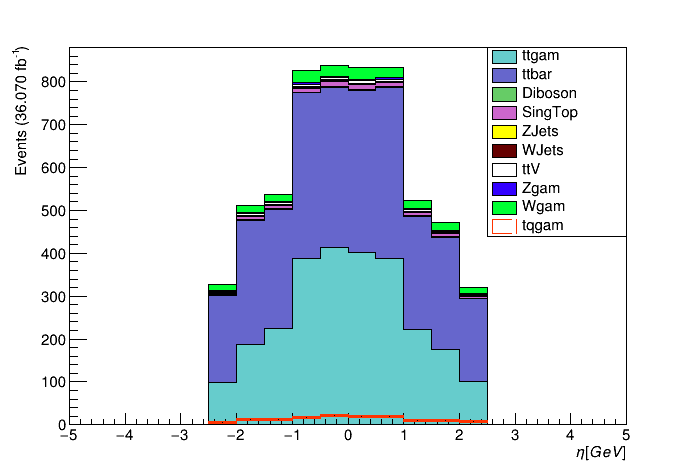 Events (36.070 fb⁻¹)
800
700
600
500
400
300
200
100
0
−5 −4 −3 −2 −1 0 1 2 3 4 5
η[GeV]
ttgam
ttbar
Diboson
SingTop
ZJets
WJets
ttV
Zgam
Wgam
tqgam